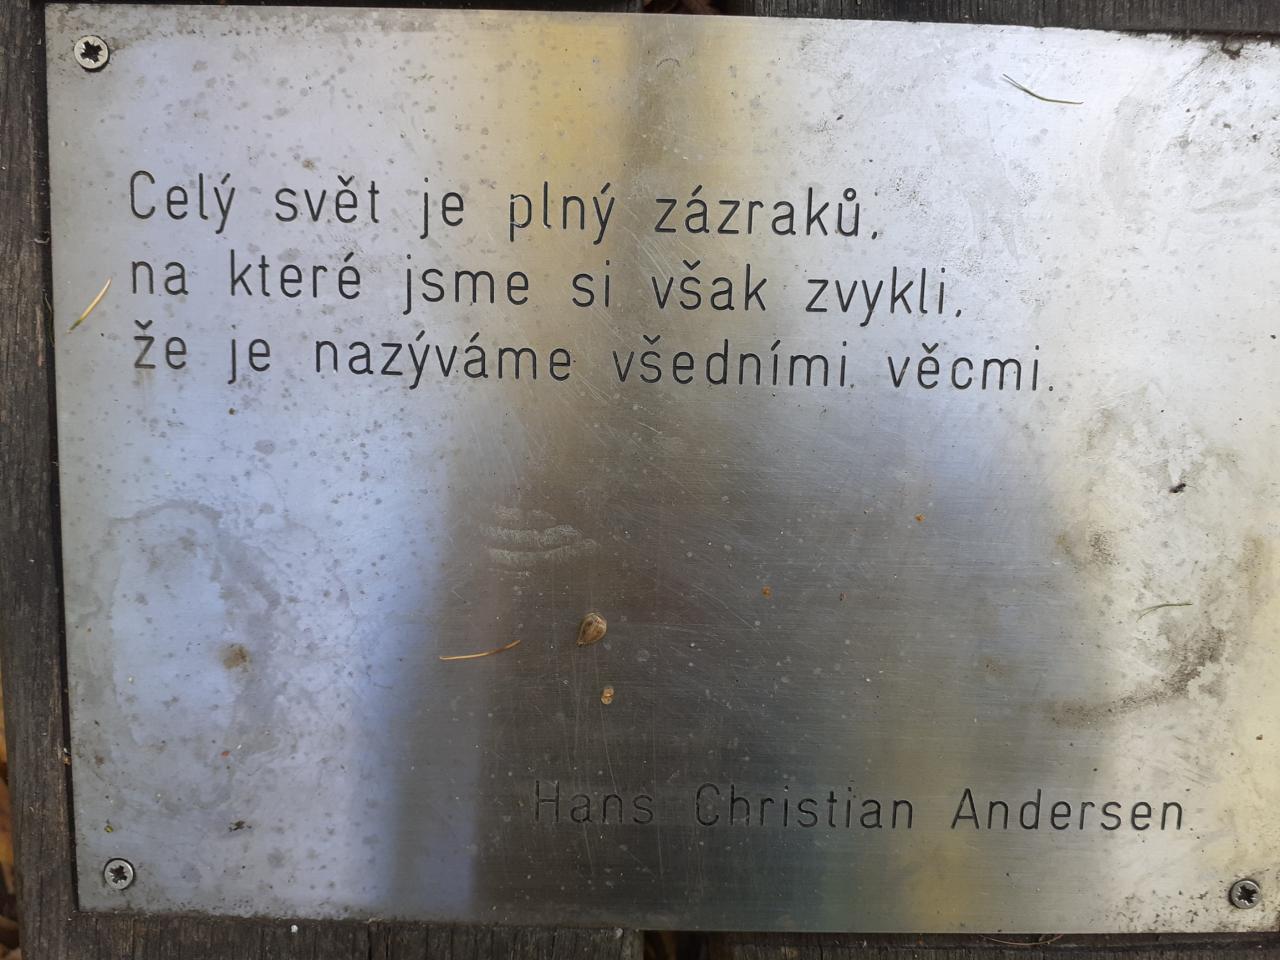 Celý svět je plný zázraků,
na které jsme si však zvykli,
že je nazýváme všedními věcmi.
Hans Christian Andersen